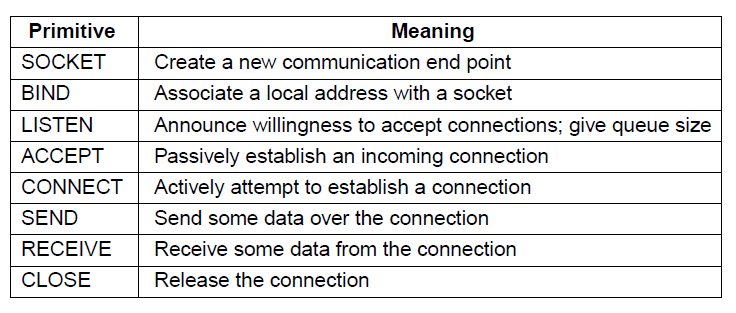 Primitive Meaning
SOCKET Create a new communication end point
BIND Associate a local address with a socket
LISTEN Announce willingness to accept connections; give queue size
ACCEPT Passively establish an incoming connection
CONNECT Actively attempt to establish a connection
SEND Send some data over the connection
RECEIVE Receive some data from the connection
CLOSE Release the connection